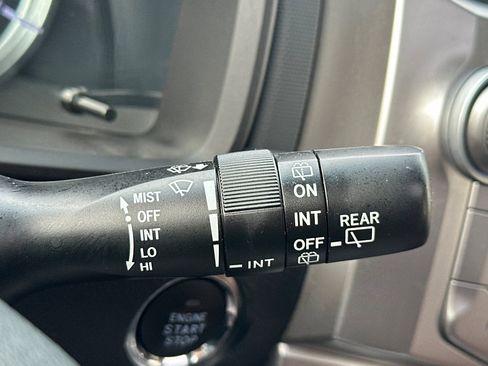 MIST
OFF
INT
LO
HI
INT
ON
INT
OFF
REAR
ENGINE
START
STOP